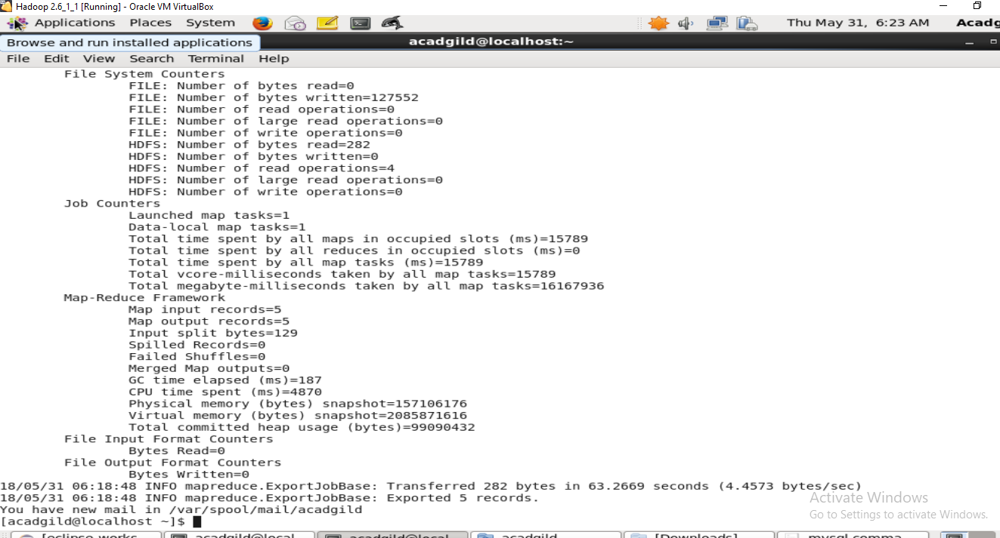 Hadoop 2.6_1_1 [Running] - Oracle VM VirtualBox
Applications Places System Thu May 31, 6:23 AM Acadg
Browse and run installed applications acadgild@localhost:~
File Edit View Search Terminal Help
File System Counters
FILE: Number of bytes read=0
FILE: Number of bytes written=127552
FILE: Number of read operations=0
FILE: Number of large read operations=0
FILE: Number of write operations=0
HDFS: Number of bytes read=282
HDFS: Number of bytes written=0
HDFS: Number of read operations=4
HDFS: Number of large read operations=0
HDFS: Number of write operations=0
Job Counters
Launched map tasks=1
Data-local map tasks=1
Total time spent by all maps in occupied slots (ms)=15789
Total time spent by all reduces in occupied slots (ms)=0
Total time spent by all map tasks (ms)=15789
Total vcore-milliseconds taken by all map tasks=15789
Total megabyte-milliseconds taken by all map tasks=16167936
Map-Reduce Framework
Map input records=5
Map output records=5
Input split bytes=129
Spilled Records=0
Failed Shuffles=0
Merged Map outputs=0
GC time elapsed (ms)=187
CPU time spent (ms)=4870
Physical memory (bytes) snapshot=157106176
Virtual memory (bytes) snapshot=2085871616
Total committed heap usage (bytes)=99090432
File Input Format Counters
Bytes Read=0
File Output Format Counters
Bytes Written=0
18/05/31 06:18:48 INFO mapreduce.ExportJobBase: Transferred 282 bytes in 63.2669 seconds (4.4573 bytes/sec)
18/05/31 06:18:48 INFO mapreduce.ExportJobBase: Exported 5 records.
You have new mail in /var/spool/mail/acadgild
[acadgild@localhost ~]$
Activate Windows
Go to Settings to activate Windows.
[eclipse-works... acadgild@local... acadgild@local... acadgild [Downloads] mysql comma...